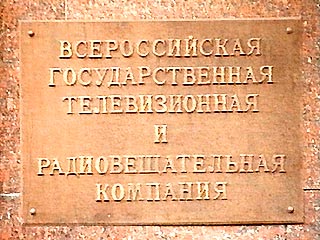 ВСЕРОССИЙСКАЯ
ГОСУДАРСТВЕННАЯ
ТЕЛЕВИЗИОННАЯ
И
РАДИОВЕЩАТЕЛЬНАЯ
КОМПАНИЯ